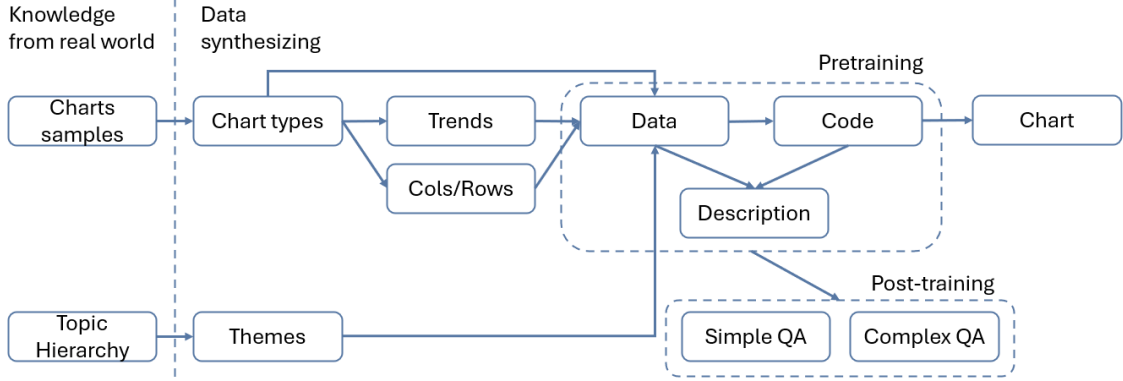 Knowledge
from real world
Data
synthesizing
Pretraining
Charts
samples
Chart types
Trends
Data
Code
Chart
Cols/Rows
Description
Post-training
Topic
Hierarchy
Themes
Simple QA
Complex QA